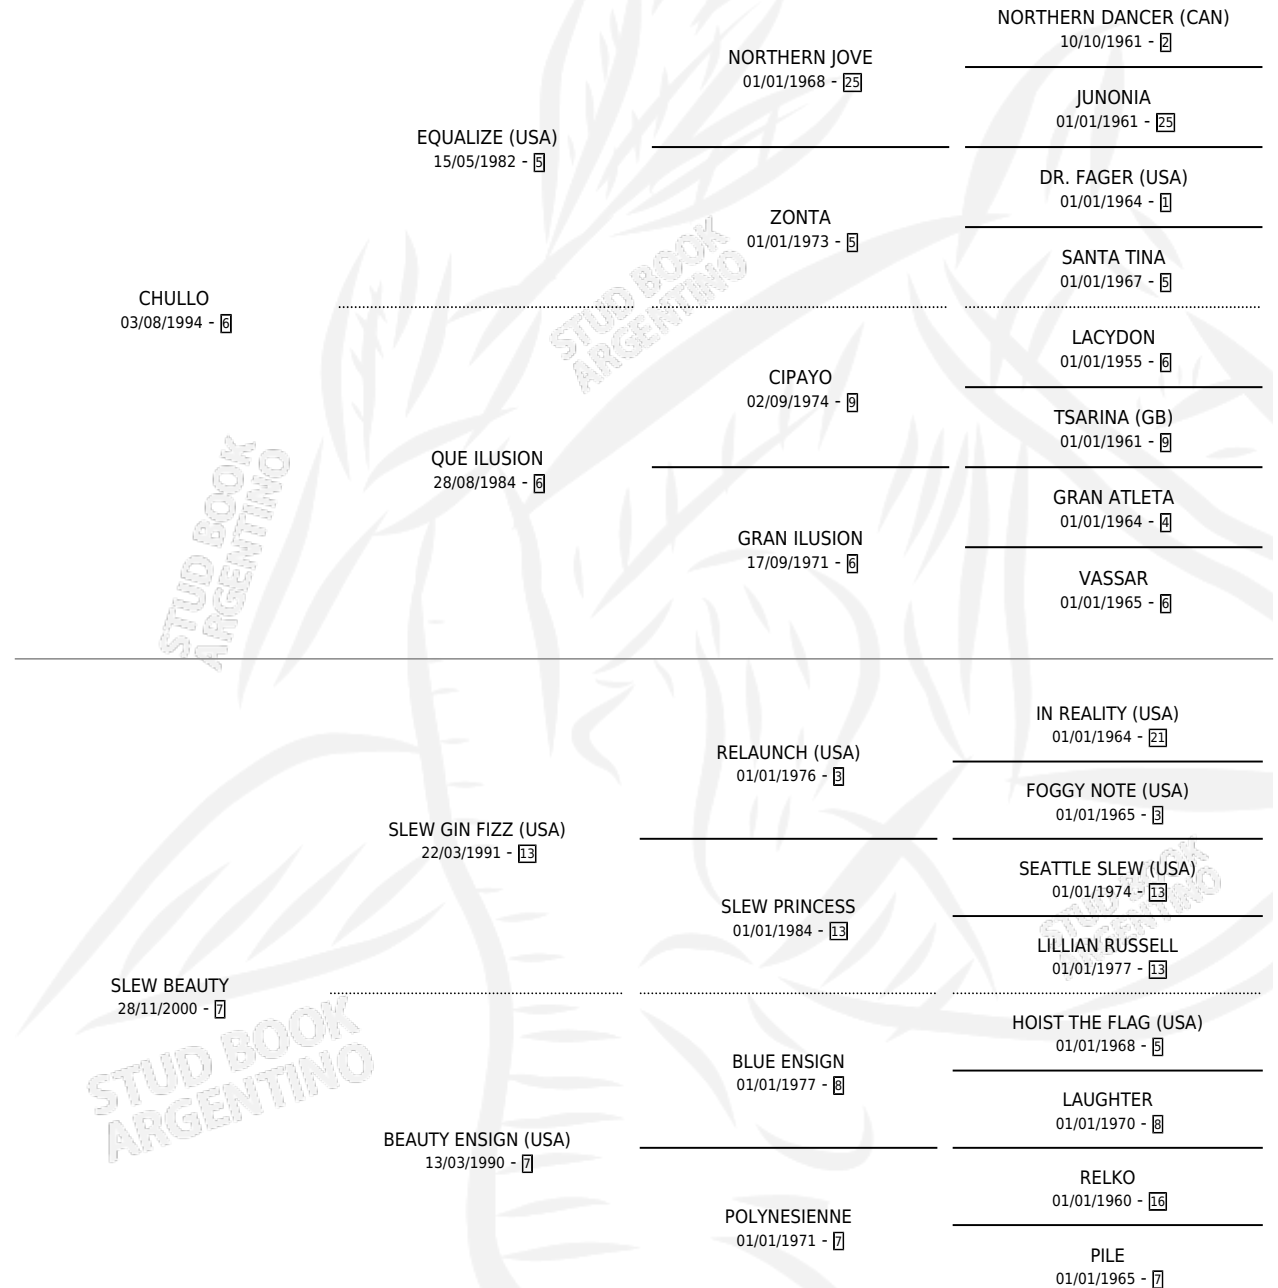 NORTHERN DANCER (CAN)
10/10/1961 - 2
NORTHERN JOVE
01/01/1968 - 25
JUNONIA
01/01/1961 - 25
EQUALIZE (USA)
15/05/1982 - 5
DR. FAGER (USA)
01/01/1964 - 1
ZONTA
01/01/1973 - 5
SANTA TINA
01/01/1967 - 5
CHULLO
03/08/1994 - 6
LACYDON
01/01/1955 - 6
CIPAYO
02/09/1974 - 9
TSARINA (GB)
01/01/1961 - 9
QUE ILUSION
28/08/1984 - 6
GRAN ATLETA
01/01/1964 - 4
GRAN ILUSION
17/09/1971 - 6
VASSAR
01/01/1965 - 6
STUD BOOK
ARGENTINO
STUD BOOK
ARGENTINO
IN REALITY (USA)
01/01/1964 - 21
RELAUNCH (USA)
01/01/1976 - 3
FOGGY NOTE (USA)
01/01/1965 - 3
SLEW GIN FIZZ (USA)
22/03/1991 - 13
SEATTLE SLEW (USA)
01/01/1974 - 13
SLEW PRINCESS
01/01/1984 - 13
LILLIAN RUSSELL
01/01/1977 - 13
SLEW BEAUTY
28/11/2000 - 7
HOIST THE FLAG (USA)
01/01/1968 - 5
BLUE ENSIGN
01/01/1977 - 8
LAUGHTER
01/01/1970 - 8
BEAUTY ENSIGN (USA)
13/03/1990 - 7
RELKO
01/01/1960 - 16
POLYNESIENNE
01/01/1971 - 7
PILE
01/01/1965 - 7
STUD BOOK
ARGENTINO
STUD BOOK
ARGENTINO